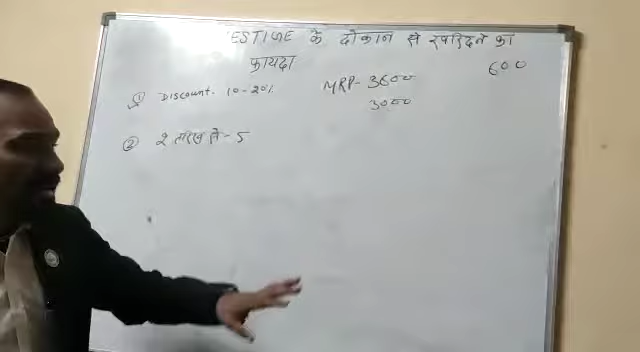 ESTIGE के दोकान से खरिदने का
फायदा
① Discount. 10-20%
MRP- 3600
600
3000
② 2 तारीख से - 5